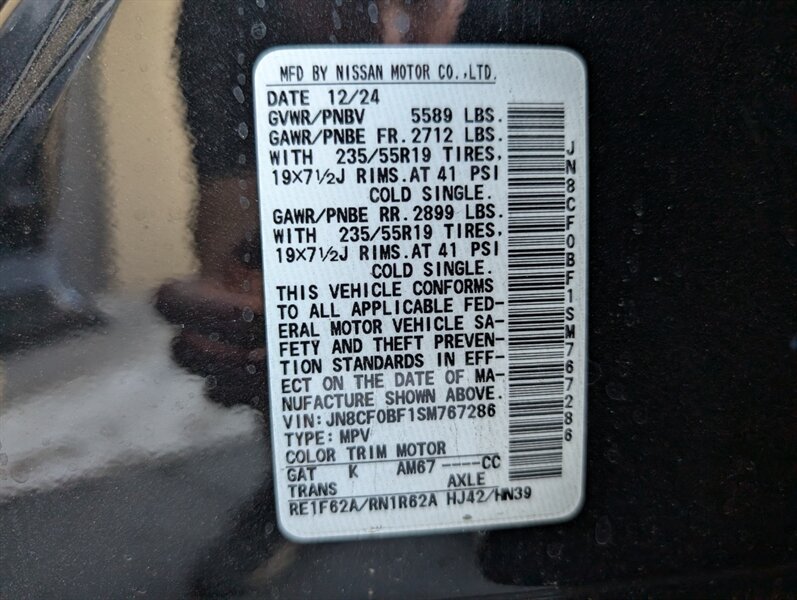 MFD BY NISSAN MOTOR CO.,LTD.
DATE 12/24
GVWR/PNBV 5589 LBS.
GAWR/PNBE FR. 2712 LBS.
WITH 235/55R19 TIRES,
19×7½J RIMS.AT 41 PSI
COLD SINGLE.
GAWR/PNBE RR. 2899 LBS.
WITH 235/55R19 TIRES,
19×7½J RIMS.AT 41 PSI
COLD SINGLE.
THIS VEHICLE CONFORMS
TO ALL APPLICABLE FED-
ERAL MOTOR VEHICLE SA-
FETY AND THEFT PREVEN-
TION STANDARDS IN EFF-
ECT ON THE DATE OF MA-
NUFACTURE SHOWN ABOVE.
VIN:JN8CF0BF1SM767286
TYPE:MPV
COLOR TRIM MOTOR
GAT K AM67 ----CC
TRANS AXLE
RE1F62A/RN1R62A HJ42/HN39
JN8CF0BF1SM767286